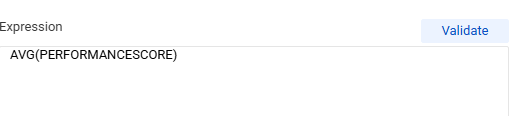 Expression
Validate
AVG(PERFORMANCESCORE)